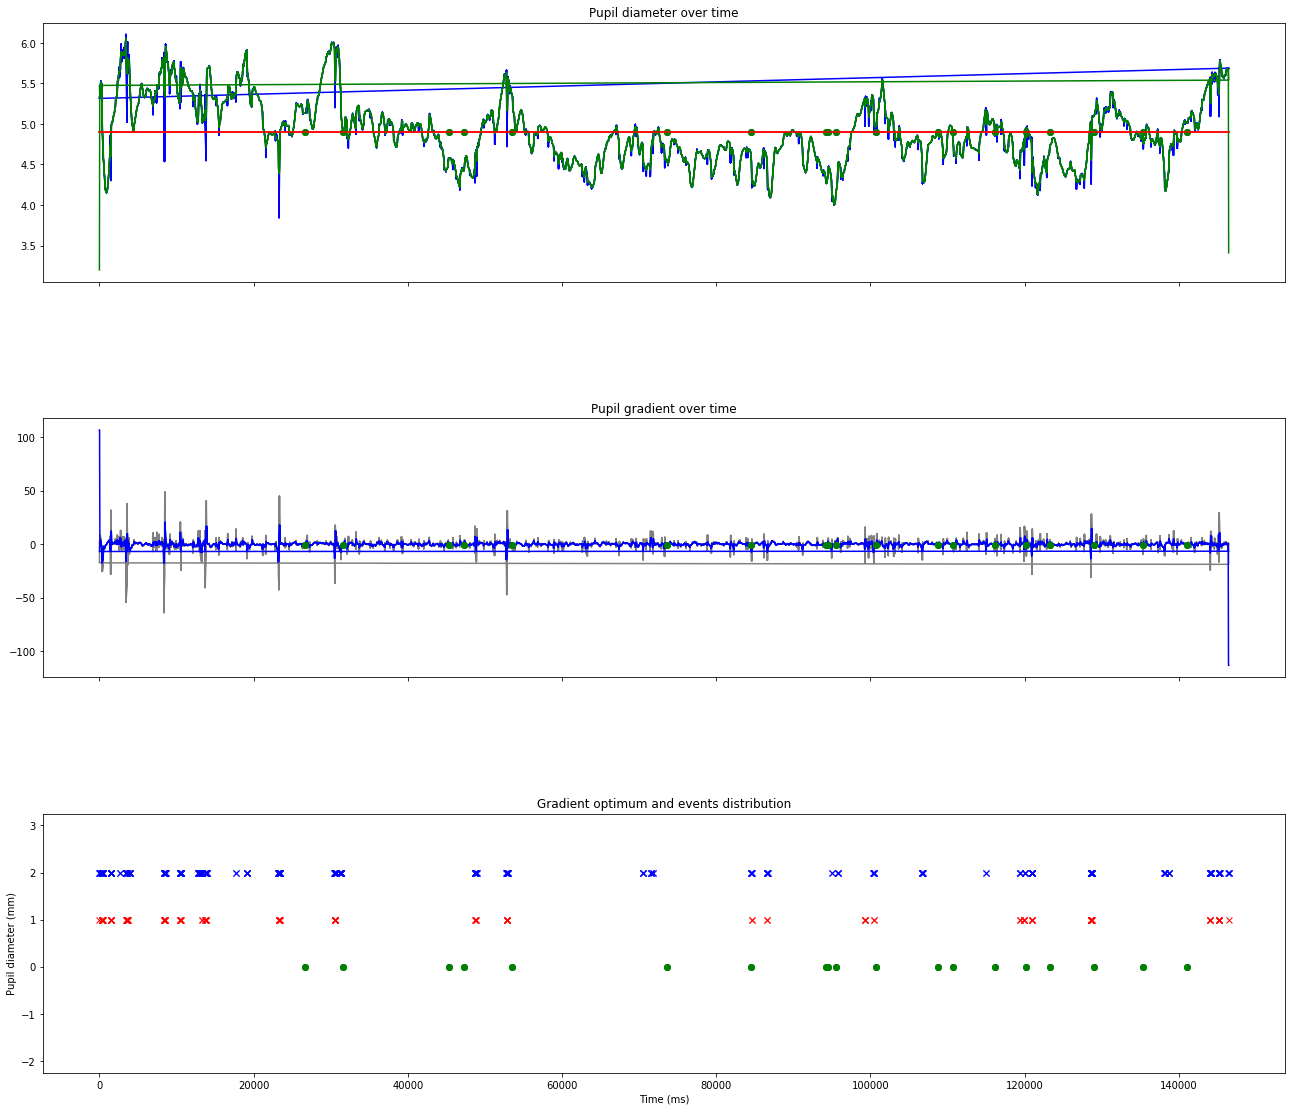 Pupil diameter over time
6.0
5.5
5.0
4.5
4.0
3.5
Pupil gradient over time
100
50
0
−50
−100
Gradient optimum and events distribution
3
2
1
0
−1
−2
Pupil diameter (mm)
0 20000 40000 60000 80000 100000 120000 140000
Time (ms)